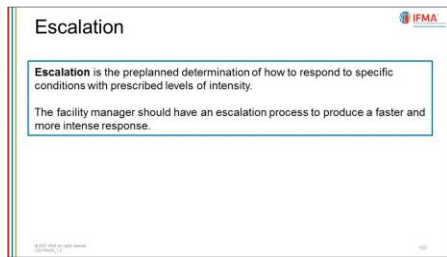 Escalation
IFMA
Escalation is the preplanned determination of how to respond to specific
conditions with prescribed levels of intensity.
The facility manager should have an escalation process to produce a faster and
more intense response.